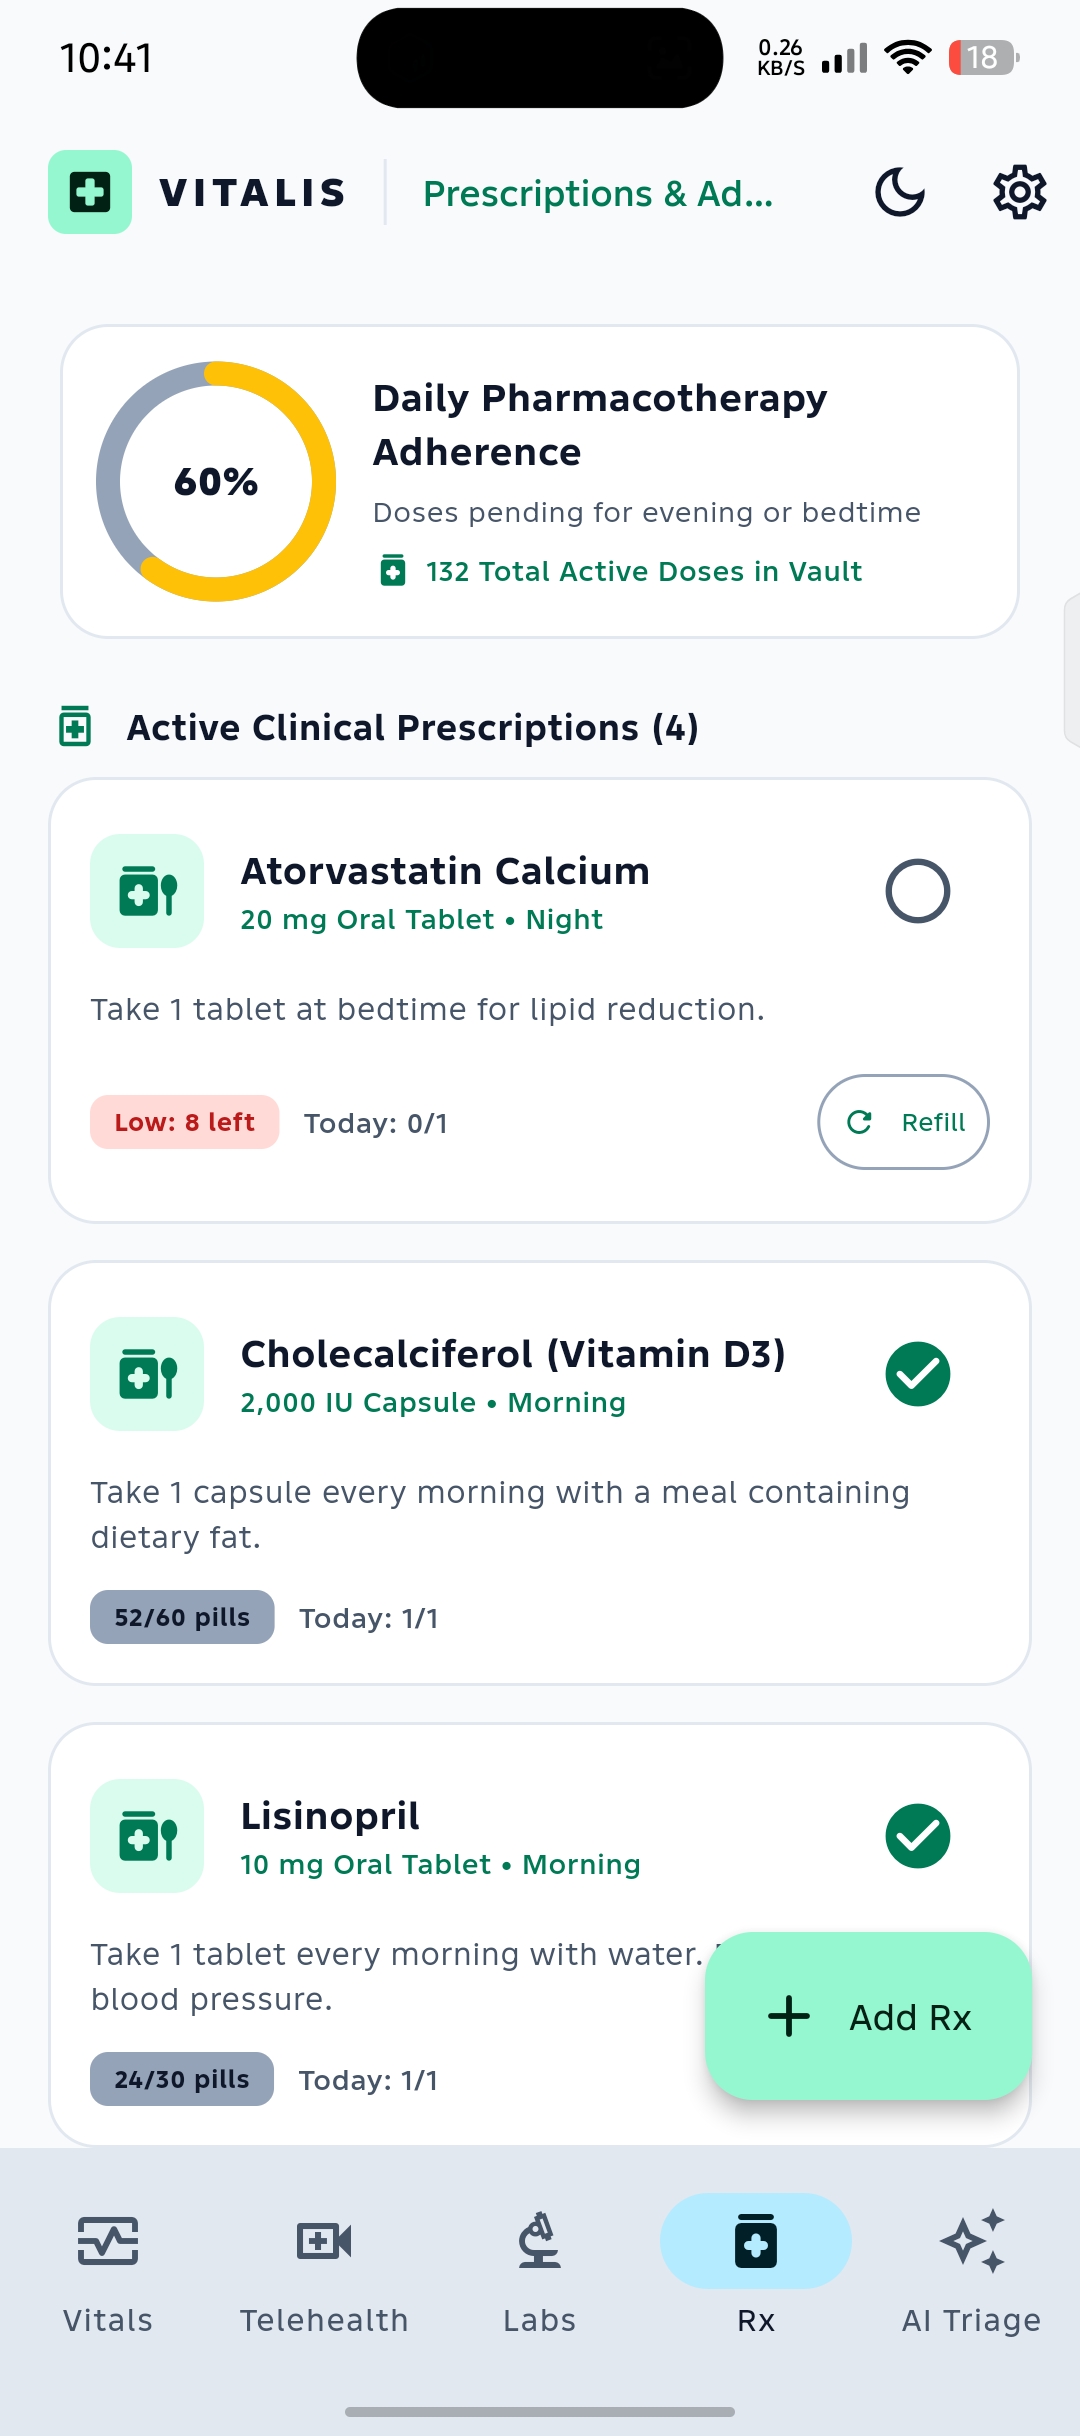 10:41
0.26
KB/S
18
VITALIS
Prescriptions & Ad...
60%
Daily Pharmacotherapy
Adherence
Doses pending for evening or bedtime
132 Total Active Doses in Vault
Active Clinical Prescriptions (4)
Atorvastatin Calcium
20 mg Oral Tablet • Night
Take 1 tablet at bedtime for lipid reduction.
Low: 8 left
Today: 0/1
Refill
Cholecalciferol (Vitamin D3)
2,000 IU Capsule • Morning
Take 1 capsule every morning with a meal containing
dietary fat.
52/60 pills
Today: 1/1
Lisinopril
10 mg Oral Tablet • Morning
Take 1 tablet every morning with water.
blood pressure.
24/30 pills
Today: 1/1
Add Rx
Vitals
Telehealth
Labs
Rx
AI Triage